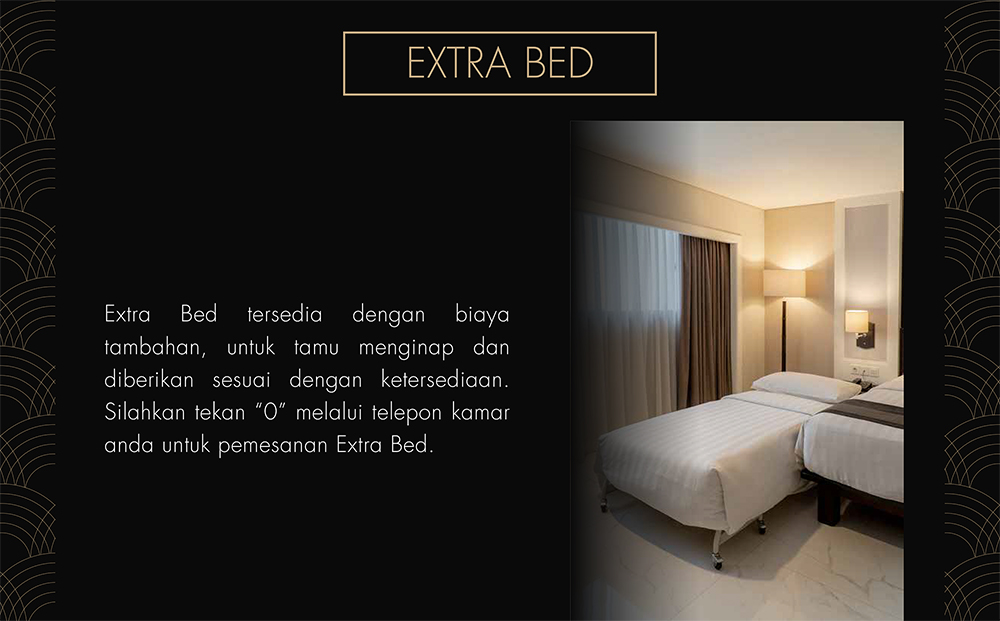 EXTRA BED
Extra Bed tersedia dengan biaya
tambahan, untuk tamu menginap dan
diberikan sesuai dengan ketersediaan.
Silahkan tekan “0” melalui telepon kamar
anda untuk pemesanan Extra Bed.